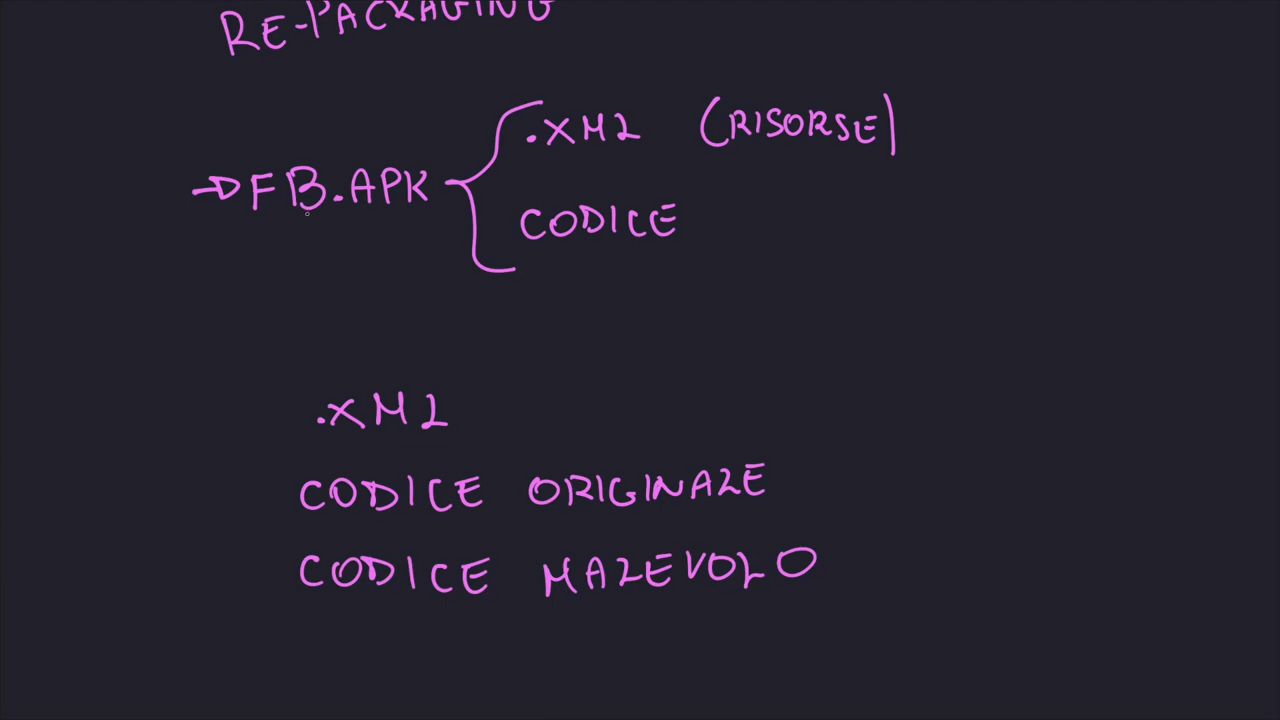 RE-PACKAGING
.XML (RISORSE)
→ FB.APK
CODICE
.XML
CODICE ORIGINALE
CODICE MALEVOLO